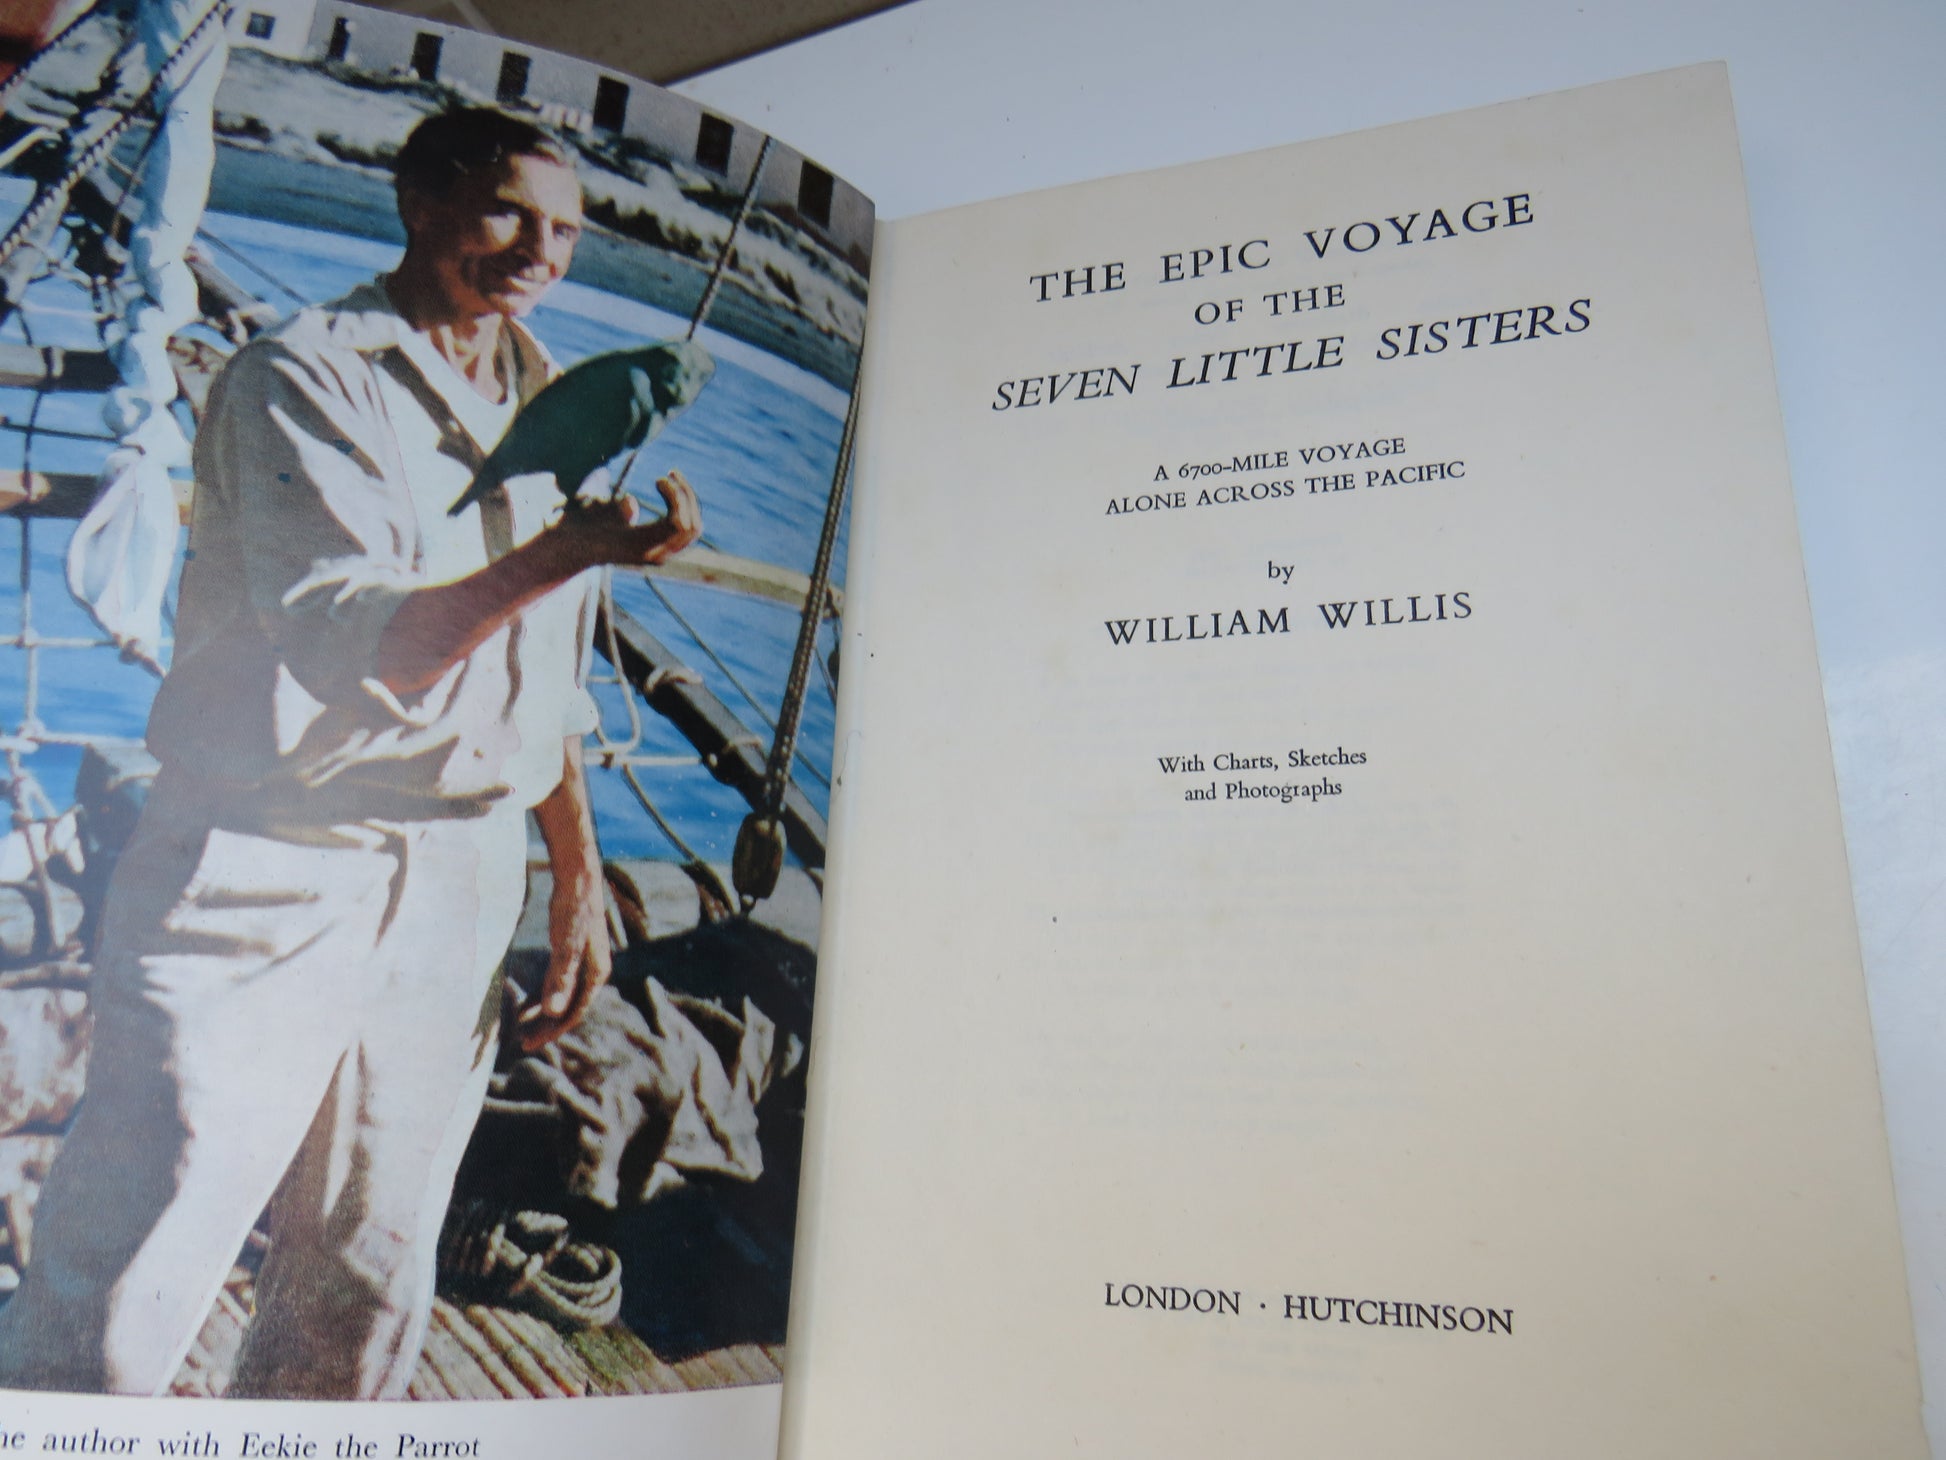 he author with Eekie the Parrot
THE EPIC VOYAGE
OF THE
SEVEN LITTLE SISTERS
A 6700-MILE VOYAGE
ALONE ACROSS THE PACIFIC
by
WILLIAM WILLIS
With Charts, Sketches
and Photographs
LONDON · HUTCHINSON